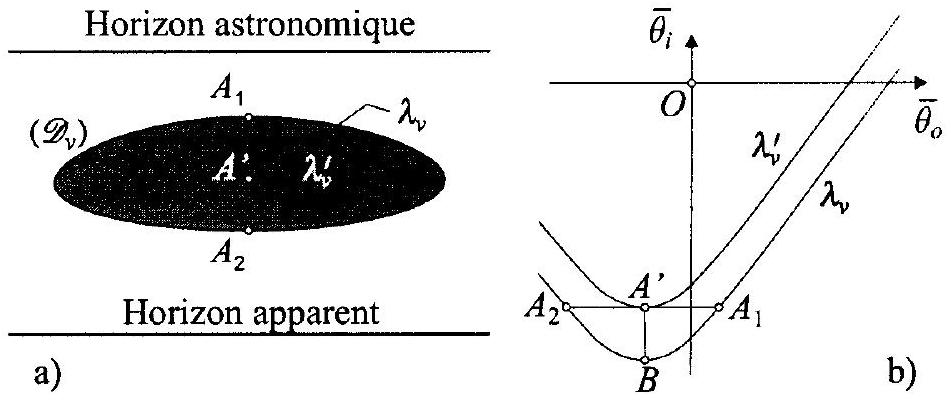 Horizon astronomique
A₁
λᵥ
(𝒟ᵥ)
A'
λ'ᵥ
A₂
Horizon apparent
a)
θ̄ᵢ
O
θ̄ₒ
λ'ᵥ
λᵥ
A₂
A'
A₁
B
b)